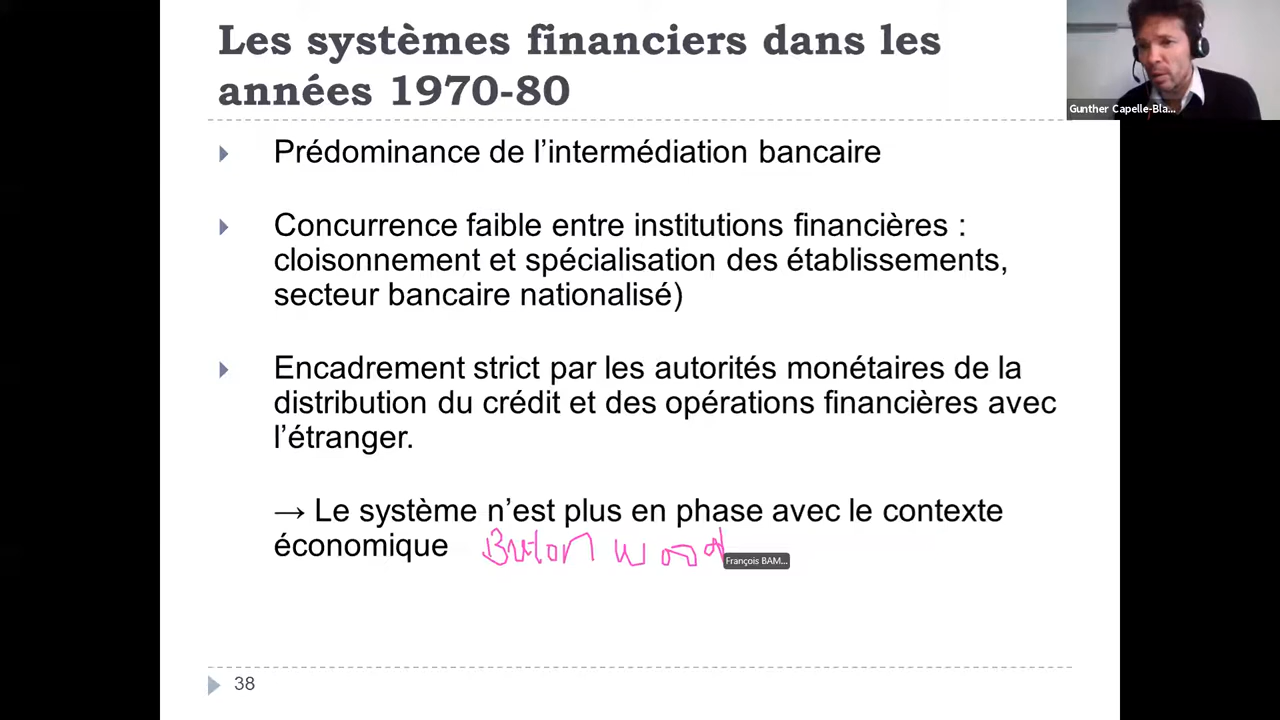 Les systèmes financiers dans les
années 1970-80
Gunther Capelle-Bla...
Prédominance de l’intermédiation bancaire
Concurrence faible entre institutions financières :
cloisonnement et spécialisation des établissements,
secteur bancaire nationalisé)
Encadrement strict par les autorités monétaires de la
distribution du crédit et des opérations financières avec
l’étranger.
→ Le système n’est plus en phase avec le contexte
économique Breton wood
François BAM...
38